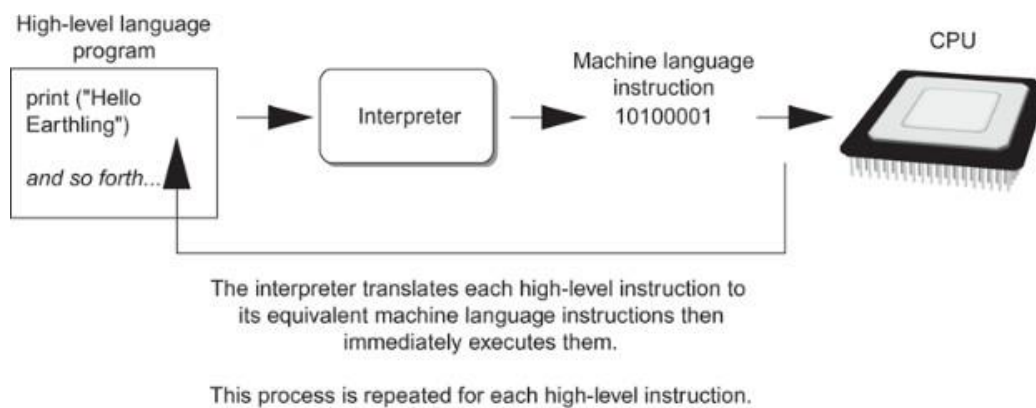 High-level language
program
print ("Hello
Earthling")
and so forth...
Interpreter
Machine language
instruction
10100001
CPU
The interpreter translates each high-level instruction to
its equivalent machine language instructions then
immediately executes them.
This process is repeated for each high-level instruction.